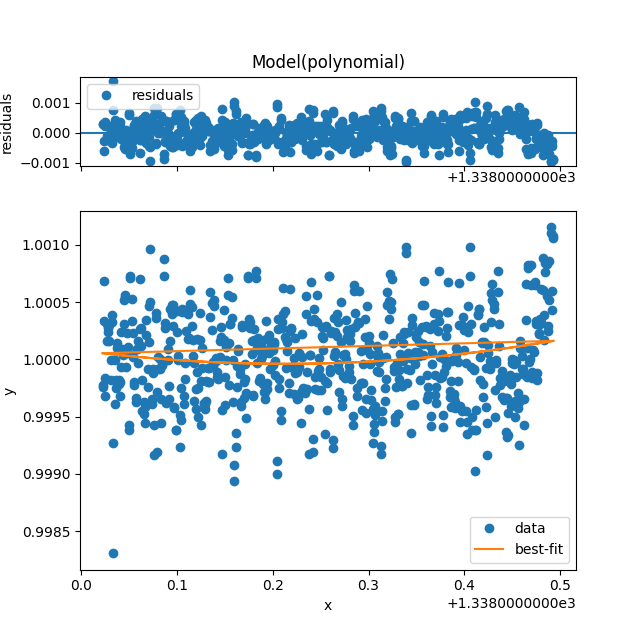 Model(polynomial)
residuals
0.001
0.000
−0.001
residuals
+1.3380000000e3
1.0010
1.0005
1.0000
0.9995
0.9990
0.9985
y
data
best-fit
0.0 0.1 0.2 0.3 0.4 0.5
x
+1.3380000000e3